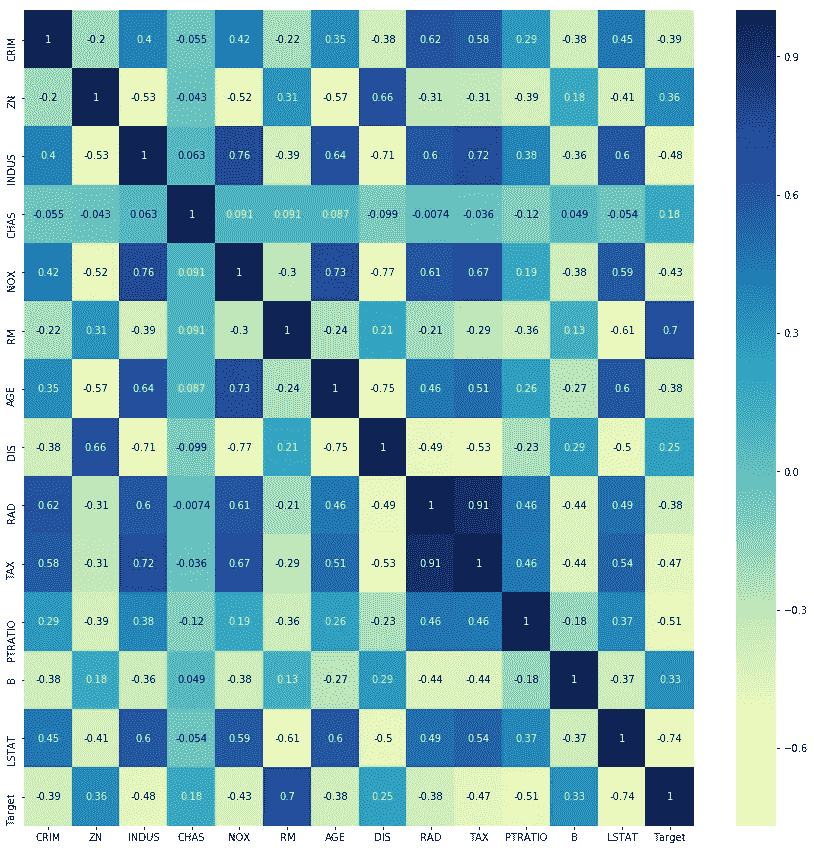 CRIM 1 -0.2 0.4 -0.055 0.42 -0.22 0.35 -0.38 0.62 0.58 0.29 -0.38 0.45 -0.39
ZN -0.2 1 -0.53 -0.043 -0.52 0.31 -0.57 0.66 -0.31 -0.31 -0.39 0.18 -0.41 0.36
INDUS 0.4 -0.53 1 0.063 0.76 -0.39 0.64 -0.71 0.6 0.72 0.38 -0.36 0.6 -0.48
CHAS -0.055 -0.043 0.063 1 0.091 0.091 0.087 -0.099 -0.0074 -0.036 -0.12 0.049 -0.054 0.18
NOX 0.42 -0.52 0.76 0.091 1 -0.3 0.73 -0.77 0.61 0.67 0.19 -0.38 0.59 -0.43
RM -0.22 0.31 -0.39 0.091 -0.3 1 -0.24 0.21 -0.21 -0.29 -0.36 0.13 -0.61 0.7
AGE 0.35 -0.57 0.64 0.087 0.73 -0.24 1 -0.75 0.46 0.51 0.26 -0.27 0.6 -0.38
DIS -0.38 0.66 -0.71 -0.099 -0.77 0.21 -0.75 1 -0.49 -0.53 -0.23 0.29 -0.5 0.25
RAD 0.62 -0.31 0.6 -0.0074 0.61 -0.21 0.46 -0.49 1 0.91 0.46 -0.44 0.49 -0.38
TAX 0.58 -0.31 0.72 -0.036 0.67 -0.29 0.51 -0.53 0.91 1 0.46 -0.44 0.54 -0.47
PTRATIO 0.29 -0.39 0.38 -0.12 0.19 -0.36 0.26 -0.23 0.46 0.46 1 -0.18 0.37 -0.51
B -0.38 0.18 -0.36 0.049 -0.38 0.13 -0.27 0.29 -0.44 -0.44 -0.18 1 -0.37 0.33
LSTAT 0.45 -0.41 0.6 -0.054 0.59 -0.61 0.6 -0.5 0.49 0.54 0.37 -0.37 1 -0.74
Target -0.39 0.36 -0.48 0.18 -0.43 0.7 -0.38 0.25 -0.38 -0.47 -0.51 0.33 -0.74 1
CRIM ZN INDUS CHAS NOX RM AGE DIS RAD TAX PTRATIO B LSTAT Target
0.9
0.6
0.3
0.0
−0.3
−0.6